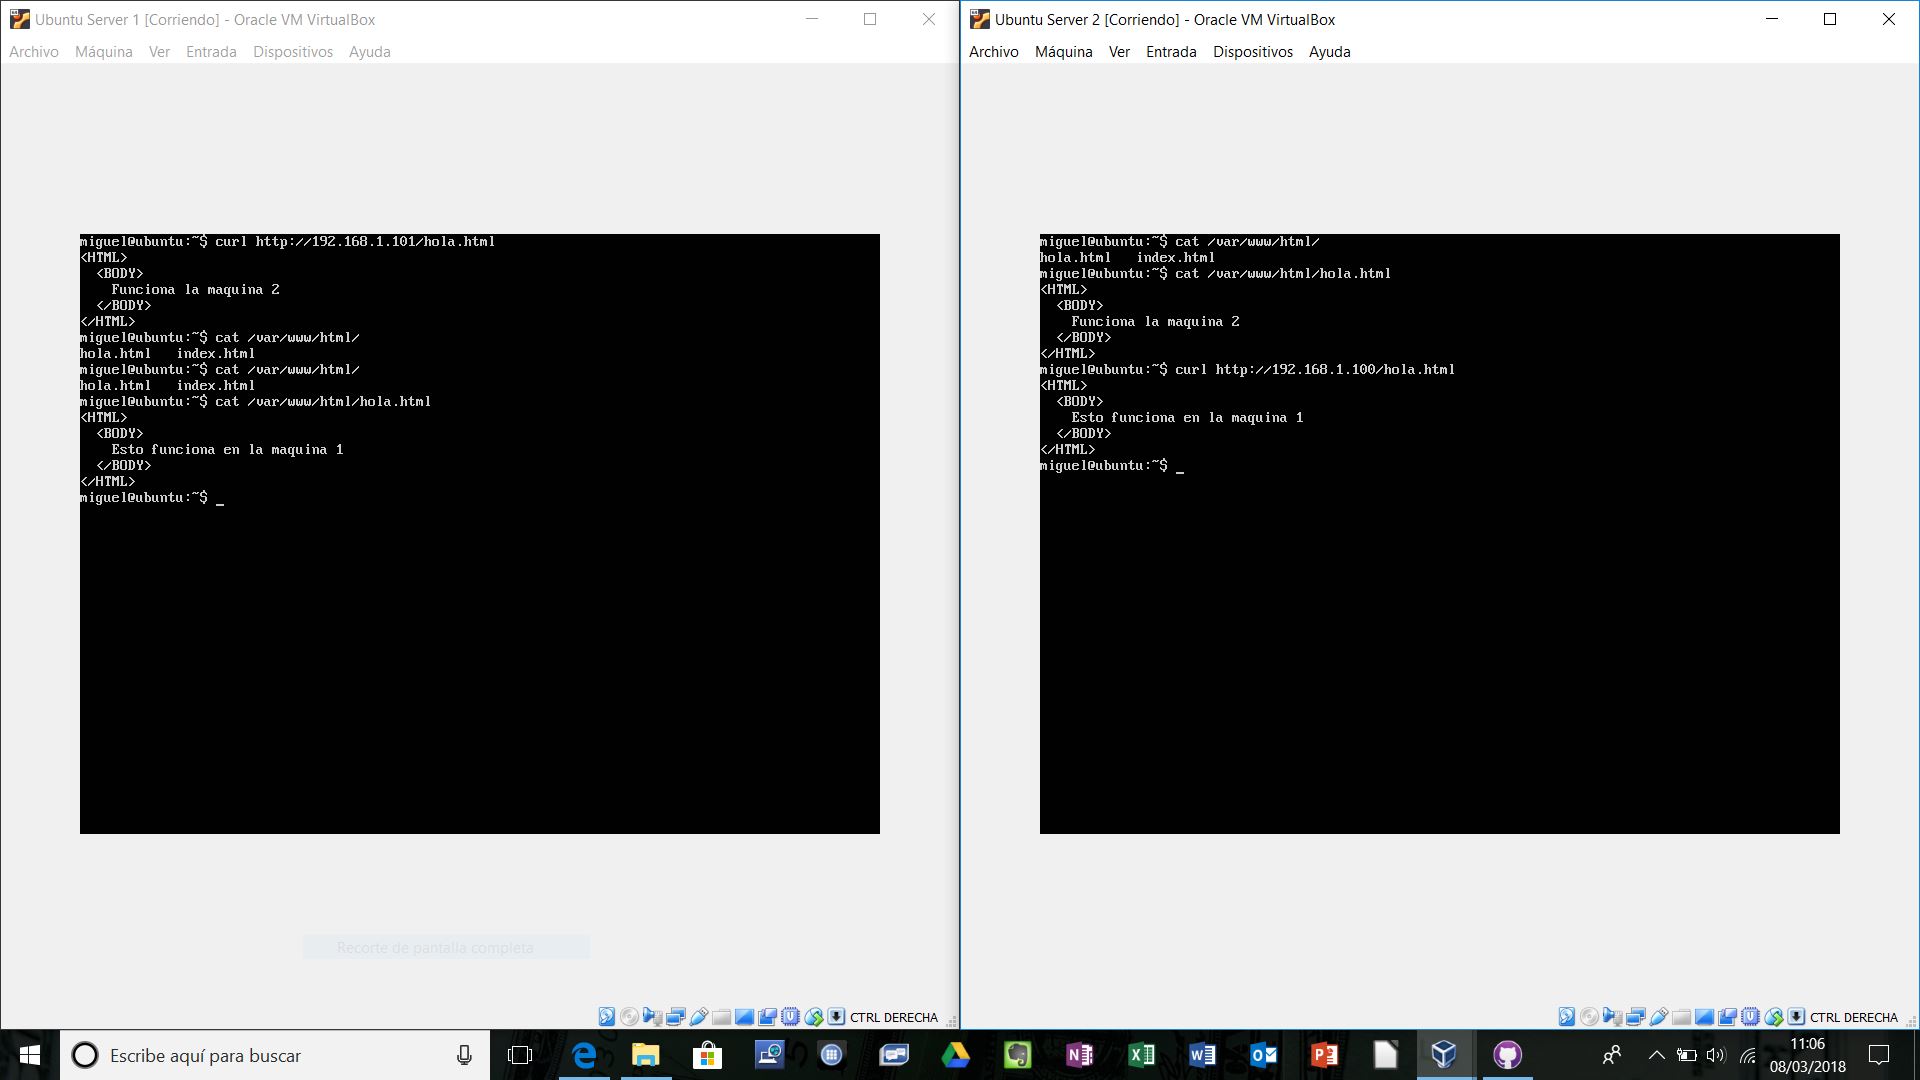 Ubuntu Server 1 [Corriendo] - Oracle VM VirtualBox
Archivo Máquina Ver Entrada Dispositivos Ayuda
miguel@ubuntu:~$ curl http://192.168.1.101/hola.html
<HTML>
  <BODY>
    Funciona la maquina 2
  </BODY>
</HTML>
miguel@ubuntu:~$ cat /var/www/html/
hola.html   index.html
miguel@ubuntu:~$ cat /var/www/html/
hola.html   index.html
miguel@ubuntu:~$ cat /var/www/html/hola.html
<HTML>
  <BODY>
    Esto funciona en la maquina 1
  </BODY>
</HTML>
miguel@ubuntu:~$ _
Recorte de pantalla completa
CTRL DERECHA
Ubuntu Server 2 [Corriendo] - Oracle VM VirtualBox
Archivo Máquina Ver Entrada Dispositivos Ayuda
miguel@ubuntu:~$ cat /var/www/html/
hola.html   index.html
miguel@ubuntu:~$ cat /var/www/html/hola.html
<HTML>
  <BODY>
    Funciona la maquina 2
  </BODY>
</HTML>
miguel@ubuntu:~$ curl http://192.168.1.100/hola.html
<HTML>
  <BODY>
    Esto funciona en la maquina 1
  </BODY>
</HTML>
miguel@ubuntu:~$ _
CTRL DERECHA
Escribe aquí para buscar
11:06
08/03/2018